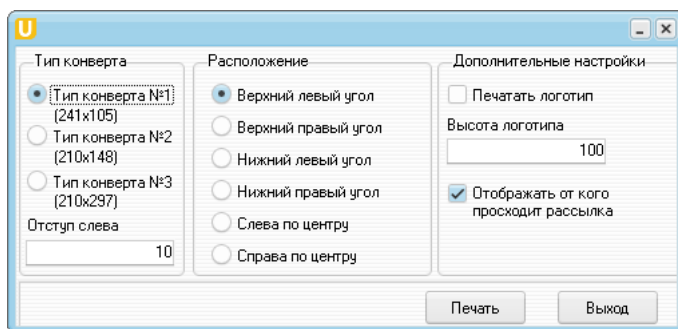 U
Тип конверта
Тип конверта №1
(241x105)
Тип конверта №2
(210x148)
Тип конверта №3
(210x297)
Отступ слева
10
Расположение
Верхний левый угол
Верхний правый угол
Нижний левый угол
Нижний правый угол
Слева по центру
Справа по центру
Дополнительные настройки
Печатать логотип
Высота логотипа
100
Отображать от кого
просходит рассылка
Печать
Выход